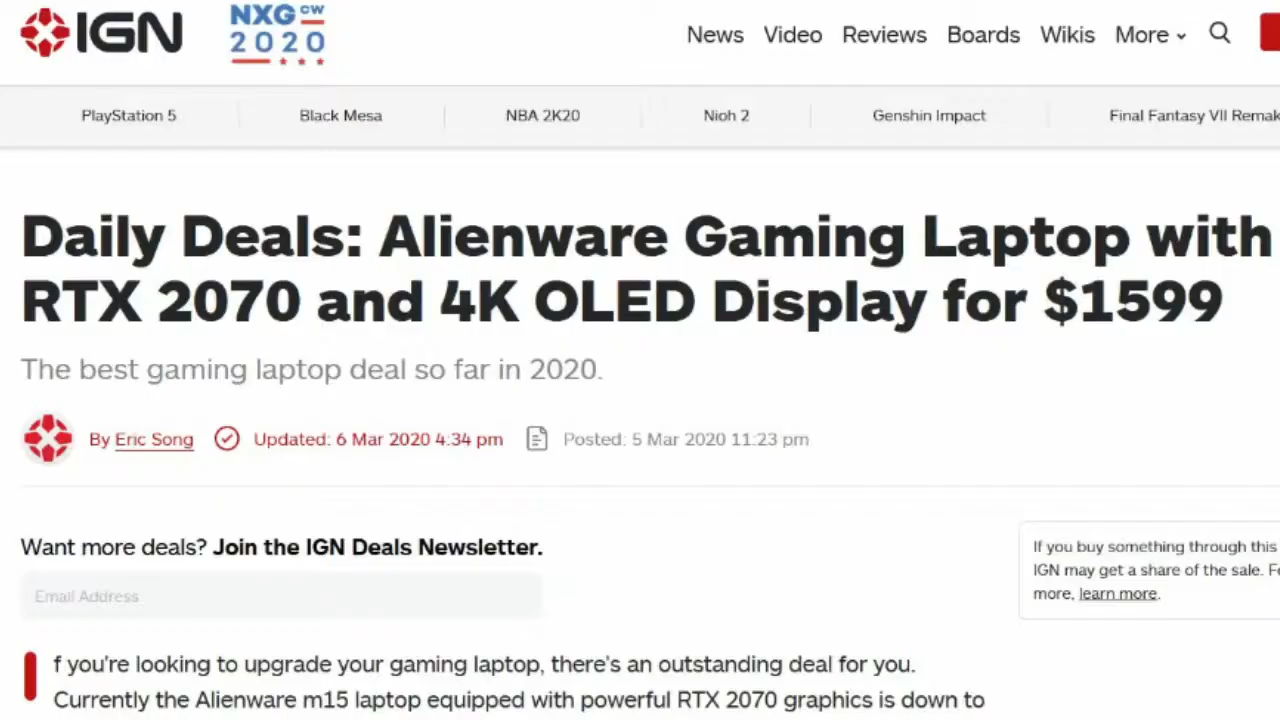 IGN
NXG CW
2020
News Video Reviews Boards Wikis More
PlayStation 5 Black Mesa NBA 2K20 Nioh 2 Genshin Impact Final Fantasy VII Remak
Daily Deals: Alienware Gaming Laptop with
RTX 2070 and 4K OLED Display for $1599
The best gaming laptop deal so far in 2020.
By Eric Song Updated: 6 Mar 2020 4:34 pm Posted: 5 Mar 2020 11:23 pm
Want more deals? Join the IGN Deals Newsletter.
Email Address
If you buy something through this
IGN may get a share of the sale. Fo
more, learn more.
If you're looking to upgrade your gaming laptop, there's an outstanding deal for you.
Currently the Alienware m15 laptop equipped with powerful RTX 2070 graphics is down to